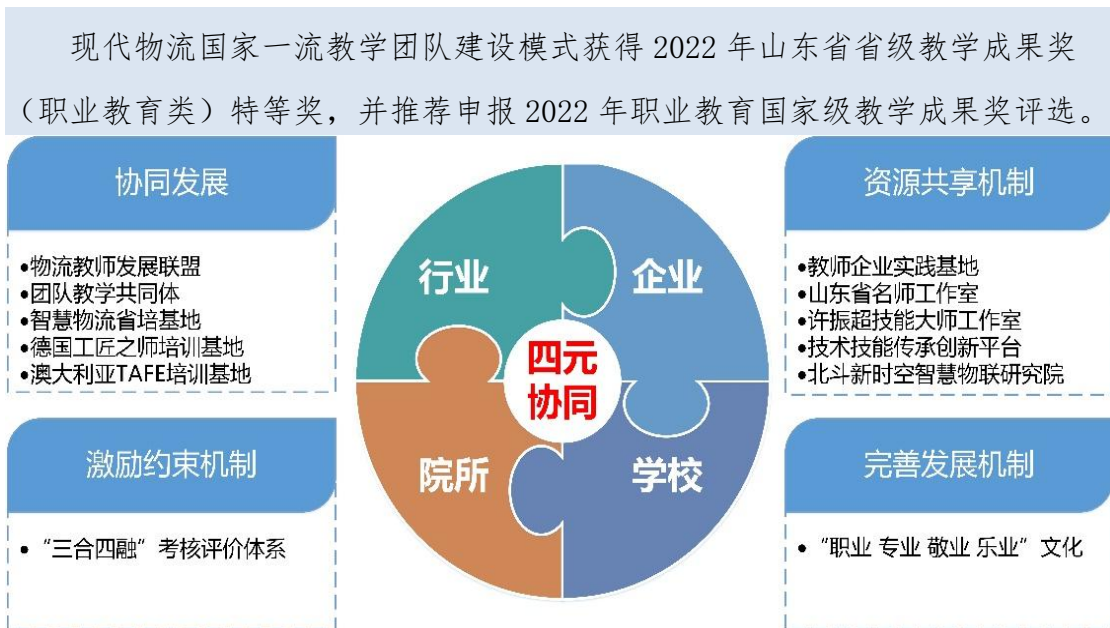 现代物流国家一流教学团队建设模式获得 2022 年山东省省级教学成果奖
（职业教育类）特等奖，并推荐申报 2022 年职业教育国家级教学成果奖评选。
协同发展
•物流教师发展联盟
•团队教学共同体
•智慧物流省培基地
•德国工匠之师培训基地
•澳大利亚TAFE培训基地
激励约束机制
• “三合四融”考核评价体系
行业
企业
四元
协同
院所
学校
资源共享机制
•教师企业实践基地
•山东省名师工作室
•许振超技能大师工作室
•技术技能传承创新平台
•北斗新时空智慧物联研究院
完善发展机制
• “职业 专业 敬业 乐业”文化